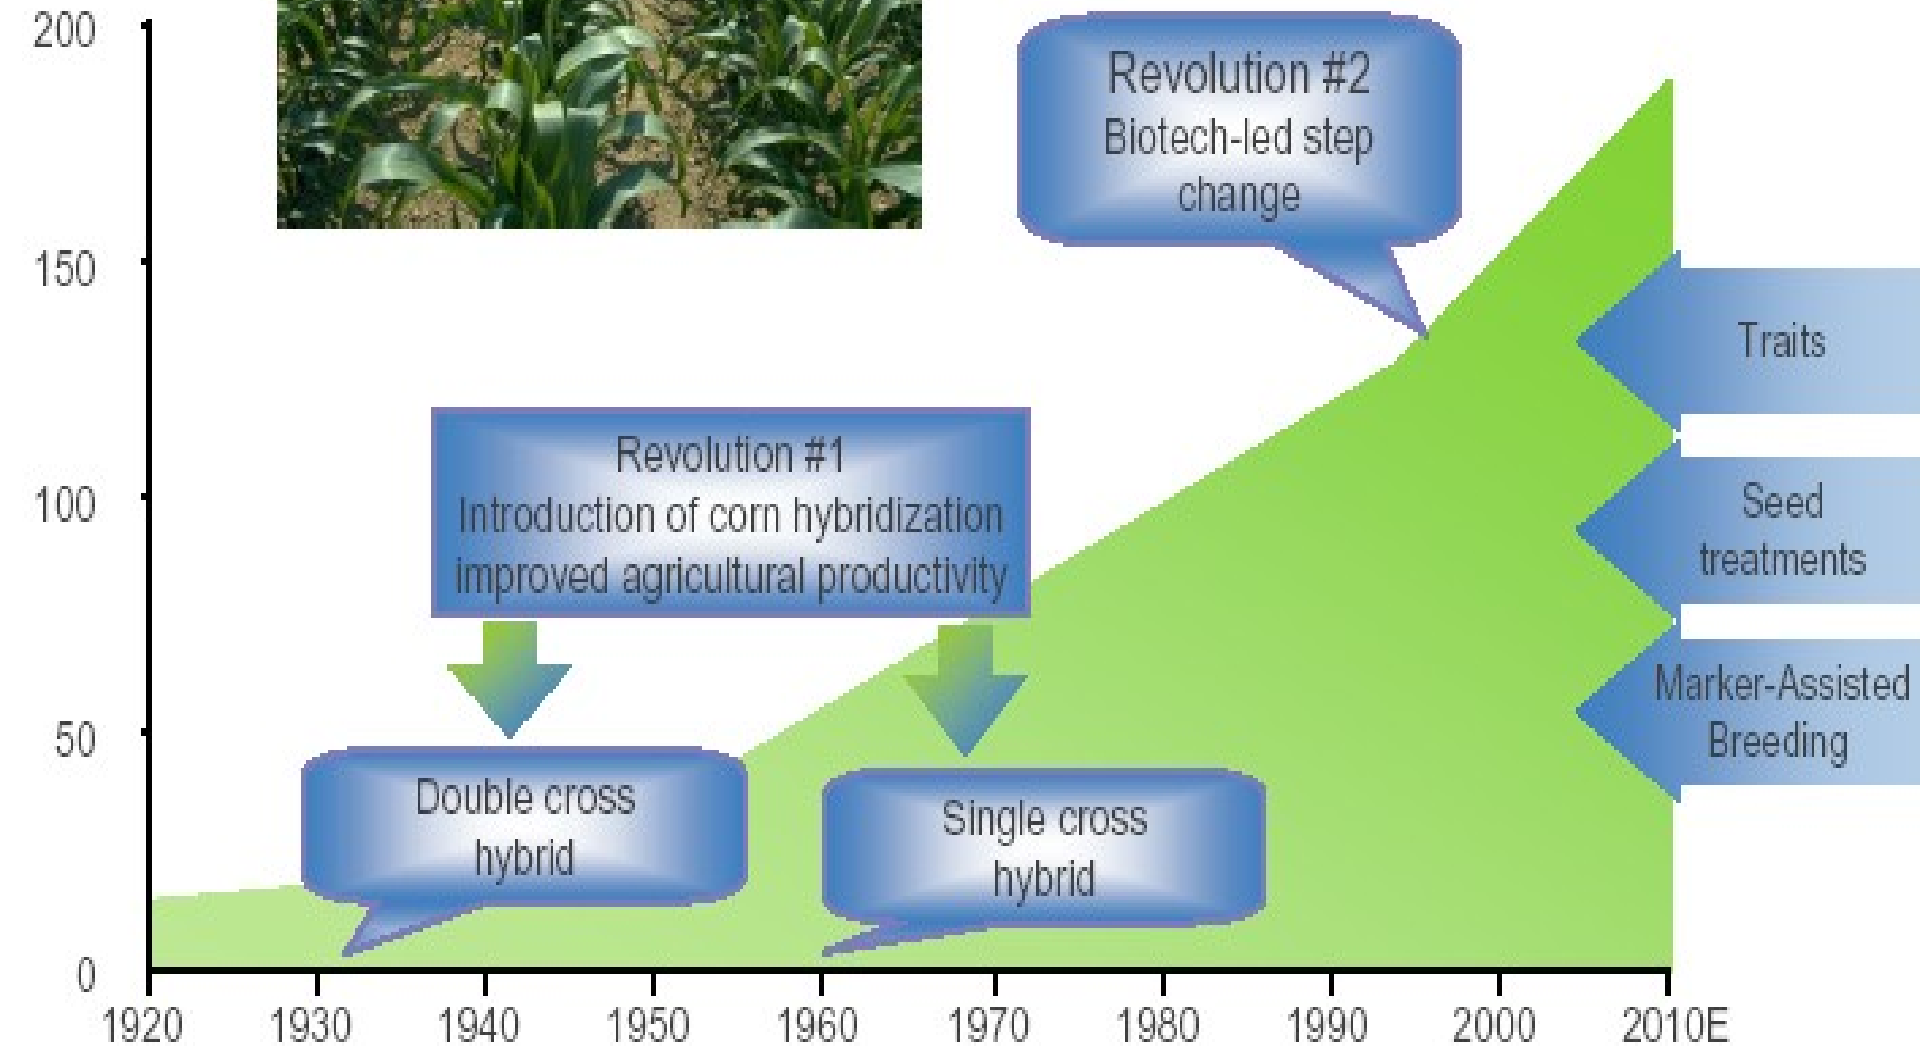 200
150
100
50
0
Revolution #2
Biotech-led step
change
Revolution #1
Introduction of corn hybridization
improved agricultural productivity
Double cross
hybrid
Single cross
hybrid
Traits
Seed
treatments
Marker-Assisted
Breeding
1920 1930 1940 1950 1960 1970 1980 1990 2000 2010E